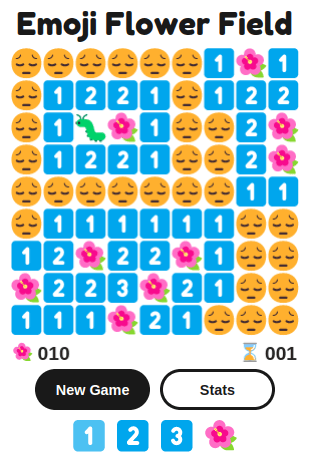 Emoji Flower Field
1 1
1 2 2 1 1 2 2
1 1 2
1 2 2 1 2
1 1
1 1 1 1 1 1
1 2 2 2 1
2 2 3 2 1
1 1 1 2 1
010 001
New Game Stats
1 2 3